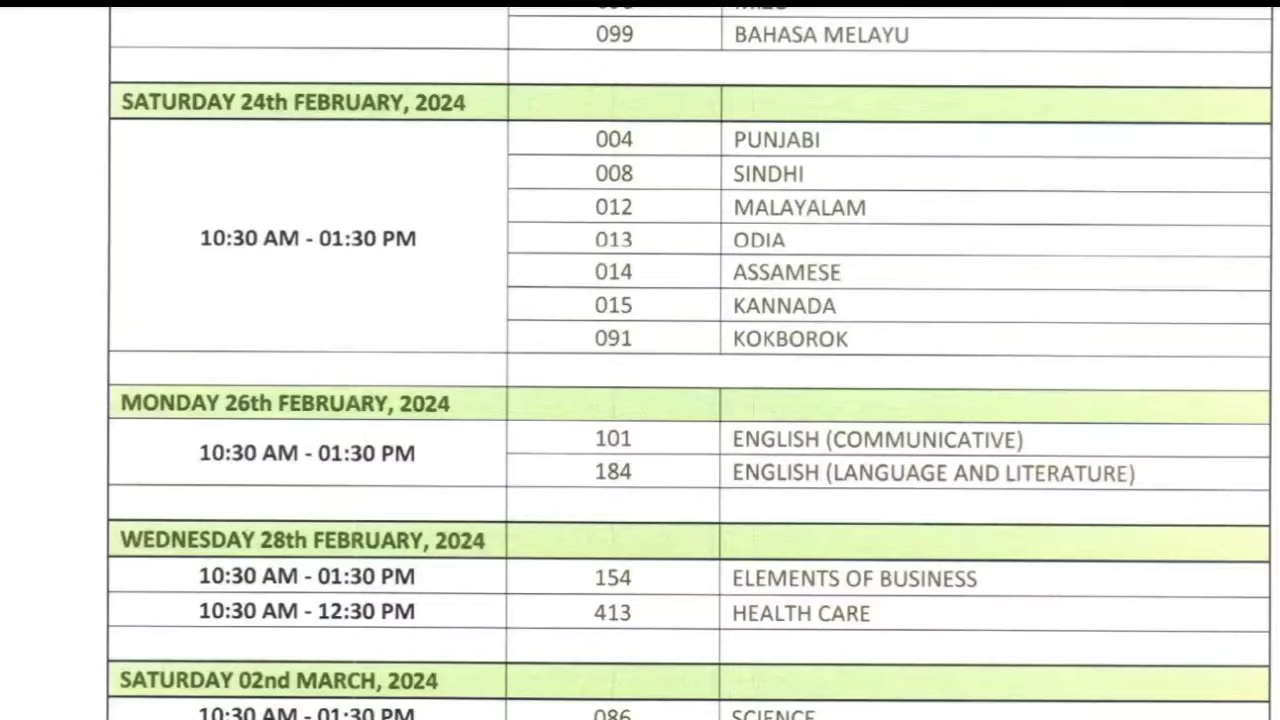 099 BAHASA MELAYU
SATURDAY 24th FEBRUARY, 2024
004 PUNJABI
008 SINDHI
012 MALAYALAM
10:30 AM - 01:30 PM 013 ODIA
014 ASSAMESE
015 KANNADA
091 KOKBOROK
MONDAY 26th FEBRUARY, 2024
10:30 AM - 01:30 PM 101 ENGLISH (COMMUNICATIVE)
184 ENGLISH (LANGUAGE AND LITERATURE)
WEDNESDAY 28th FEBRUARY, 2024
10:30 AM - 01:30 PM 154 ELEMENTS OF BUSINESS
10:30 AM - 12:30 PM 413 HEALTH CARE
SATURDAY 02nd MARCH, 2024
10:30 AM - 01:30 PM 086 SCIENCE